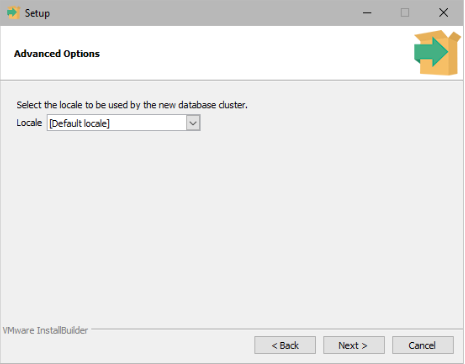 Setup
Advanced Options
Select the locale to be used by the new database cluster.
Locale [Default locale]
VMware InstallBuilder
< Back Next > Cancel